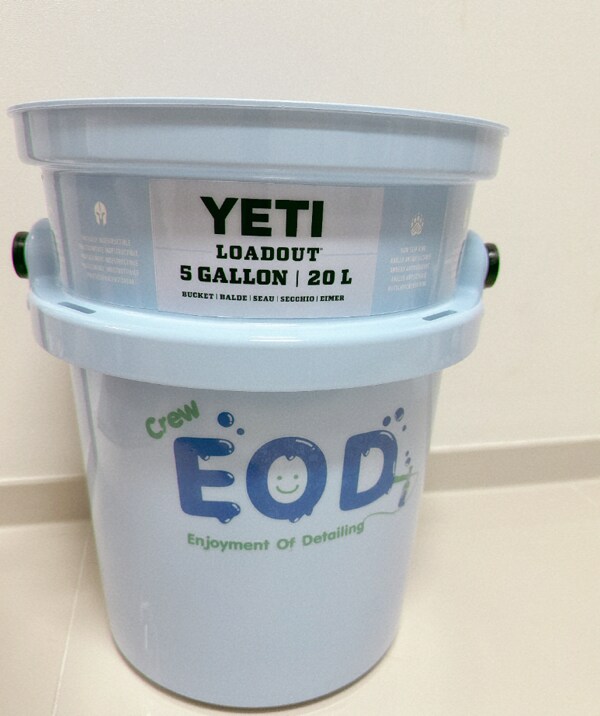 YETI
LOADOUT
5 GALLON | 20 L
BUCKET | BALDE | SEAU | SECCHIO | EIMER
Crew
EOD
Enjoyment Of Detailing